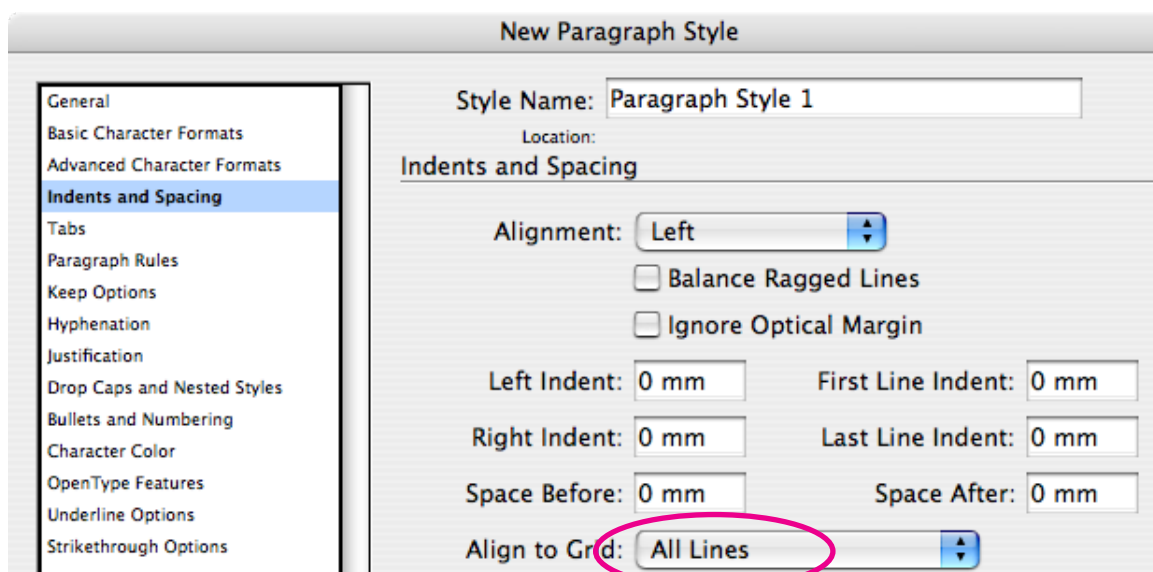 New Paragraph Style
General
Basic Character Formats
Advanced Character Formats
Indents and Spacing
Tabs
Paragraph Rules
Keep Options
Hyphenation
Justification
Drop Caps and Nested Styles
Bullets and Numbering
Character Color
OpenType Features
Underline Options
Strikethrough Options
Style Name: Paragraph Style 1
Location:
Indents and Spacing
Alignment: Left
Balance Ragged Lines
Ignore Optical Margin
Left Indent: 0 mm First Line Indent: 0 mm
Right Indent: 0 mm Last Line Indent: 0 mm
Space Before: 0 mm Space After: 0 mm
Align to Grid: All Lines